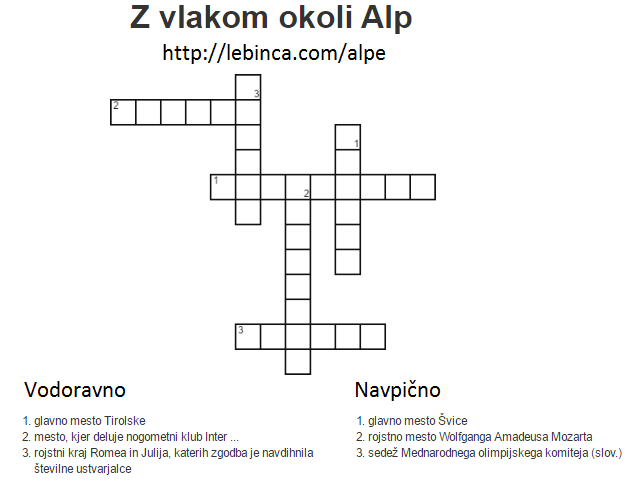 Z vlakom okoli Alp
http://lebinca.com/alpe
3
2
1
1
2
3
Vodoravno
1. glavno mesto Tirolske
2. mesto, kjer deluje nogometni klub Inter ...
3. rojstni kraj Romea in Julija, katerih zgodba je navdihnila
številne ustvarjalce
Navpično
1. glavno mesto Švice
2. rojstno mesto Wolfganga Amadeusa Mozarta
3. sedež Mednarodnega olimpijskega komiteja (slov.)